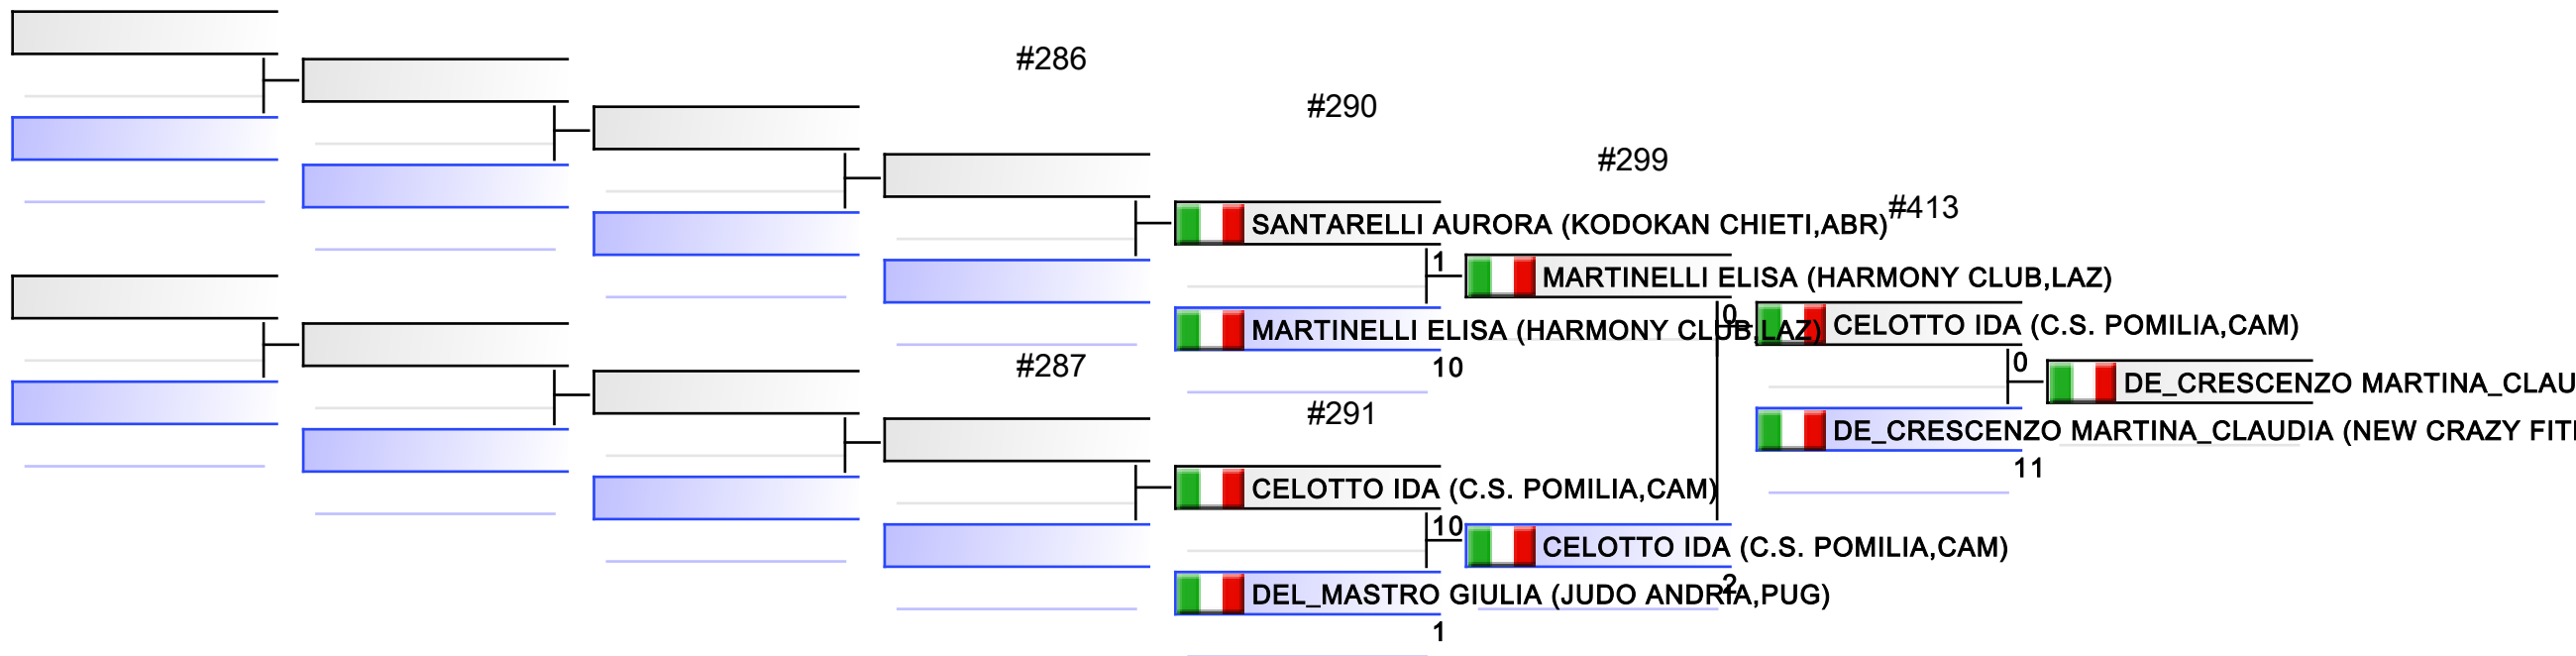 #286
#290
#299
#413
SANTARELLI AURORA (KODOKAN CHIETI,ABR)
1
MARTINELLI ELISA (HARMONY CLUB,LAZ)
0
MARTINELLI ELISA (HARMONY CLUB,LAZ)
CELOTTO IDA (C.S. POMILIA,CAM)
#287
10
0
DE_CRESCENZO MARTINA_CLAU
#291
DE_CRESCENZO MARTINA_CLAUDIA (NEW CRAZY FIT
11
CELOTTO IDA (C.S. POMILIA,CAM)
10
CELOTTO IDA (C.S. POMILIA,CAM)
2
DEL_MASTRO GIULIA (JUDO ANDRIA,PUG)
1